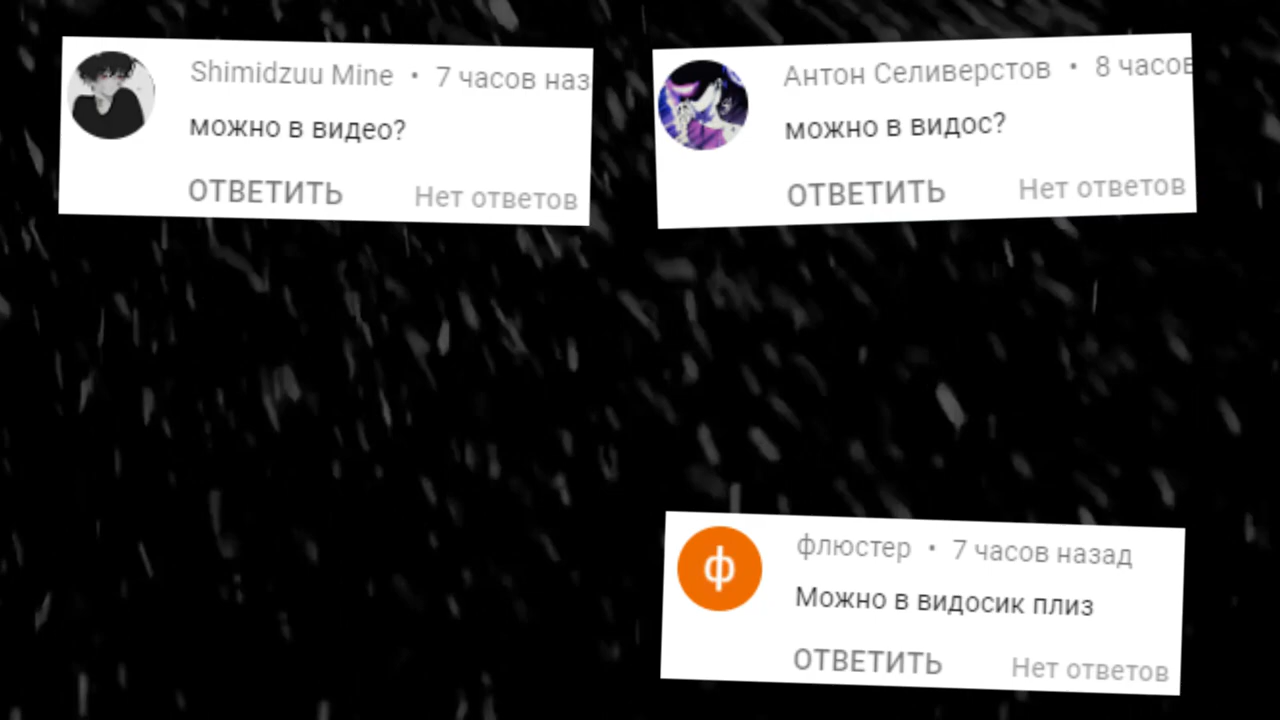 Shimidzuu Mine • 7 часов наз
можно в видео?
ОТВЕТИТЬ Нет ответов
Антон Селиверстов • 8 часов
можно в видос?
ОТВЕТИТЬ Нет ответов
ф
флюстер • 7 часов назад
Можно в видосик плиз
ОТВЕТИТЬ Нет ответов